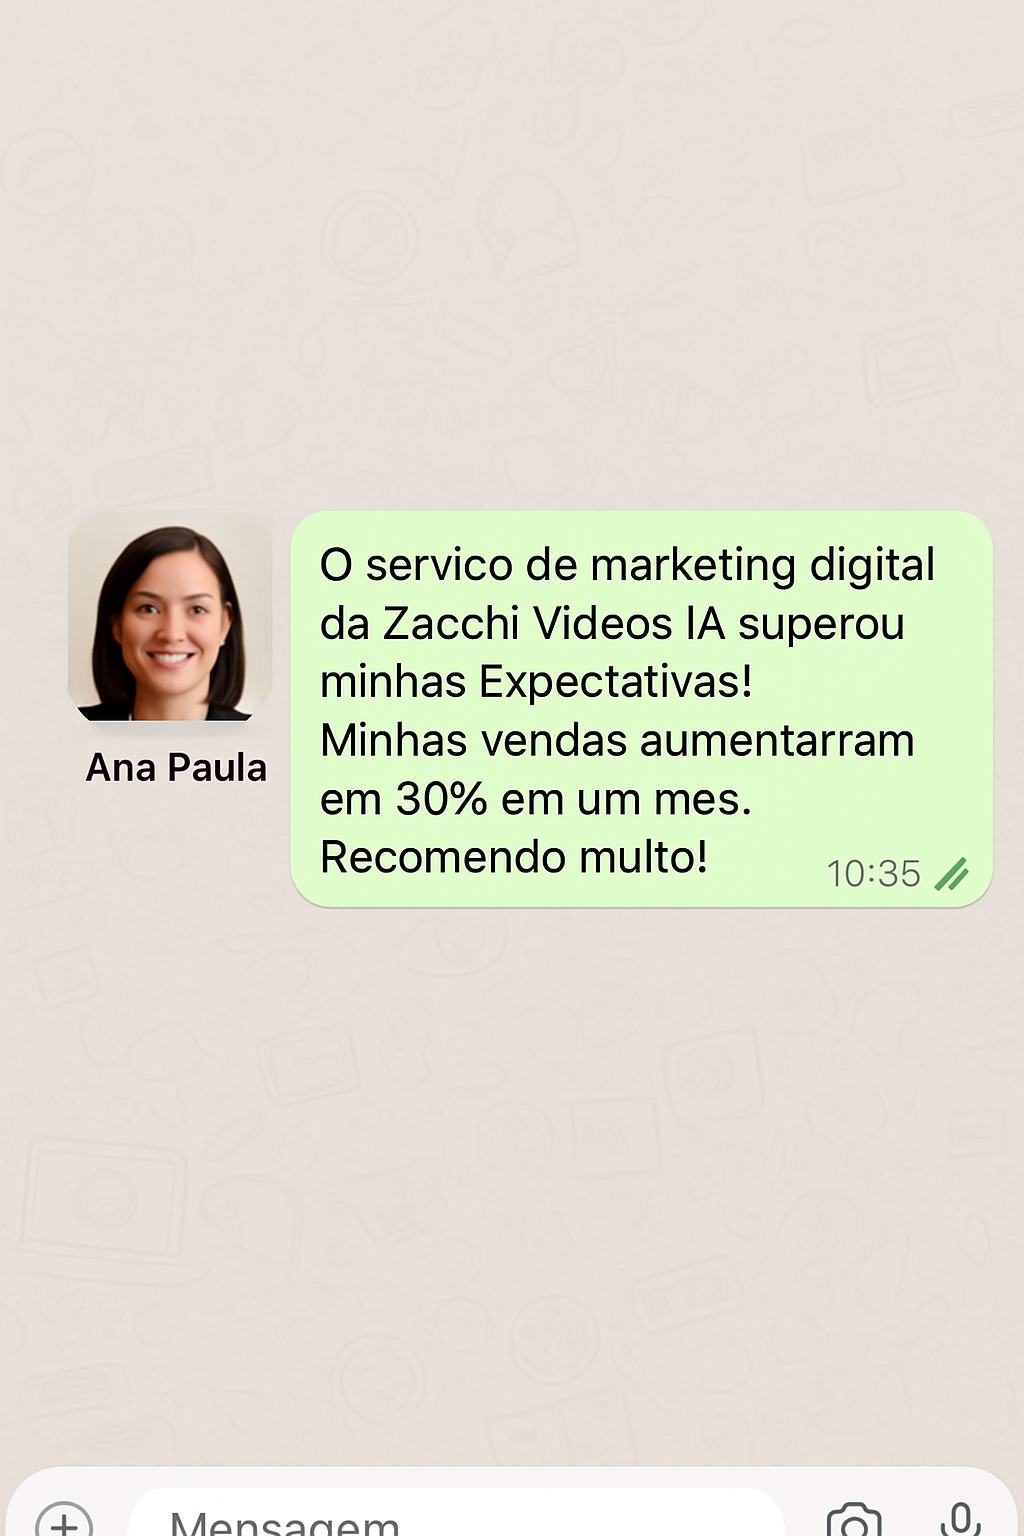 O servico de marketing digital
da Zacchi Videos lA superou
minhas Expectativas!
Minhas vendas aumentarram
em 30% em um mes.
Recomendo multo!
10:35
Ana Paula
Mensagem